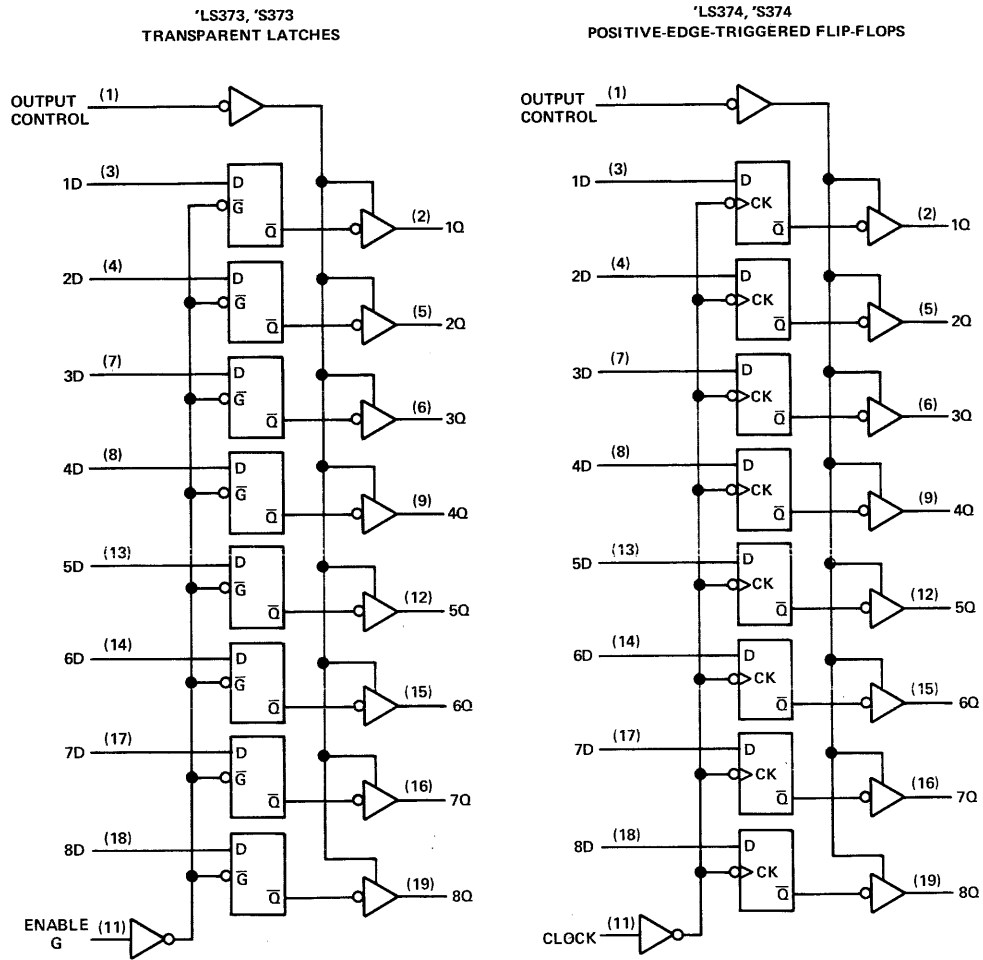 'LS373, 'S373
TRANSPARENT LATCHES
OUTPUT
CONTROL
(1)
1D (3) D
G̅
Q̅ (2) 1Q
2D (4) D
G̅
Q̅ (5) 2Q
3D (7) D
G̅
Q̅ (6) 3Q
4D (8) D
G̅
Q̅ (9) 4Q
5D (13) D
G̅
Q̅ (12) 5Q
6D (14) D
G̅
Q̅ (15) 6Q
7D (17) D
G̅
Q̅ (16) 7Q
8D (18) D
G̅
Q̅ (19) 8Q
ENABLE
G
(11)
'LS374, 'S374
POSITIVE-EDGE-TRIGGERED FLIP-FLOPS
OUTPUT
CONTROL
(1)
1D (3) D
CK
Q̅ (2) 1Q
2D (4) D
CK
Q̅ (5) 2Q
3D (7) D
CK
Q̅ (6) 3Q
4D (8) D
CK
Q̅ (9) 4Q
5D (13) D
CK
Q̅ (12) 5Q
6D (14) D
CK
Q̅ (15) 6Q
7D (17) D
CK
Q̅ (16) 7Q
8D (18) D
CK
Q̅ (19) 8Q
CLOCK (11)